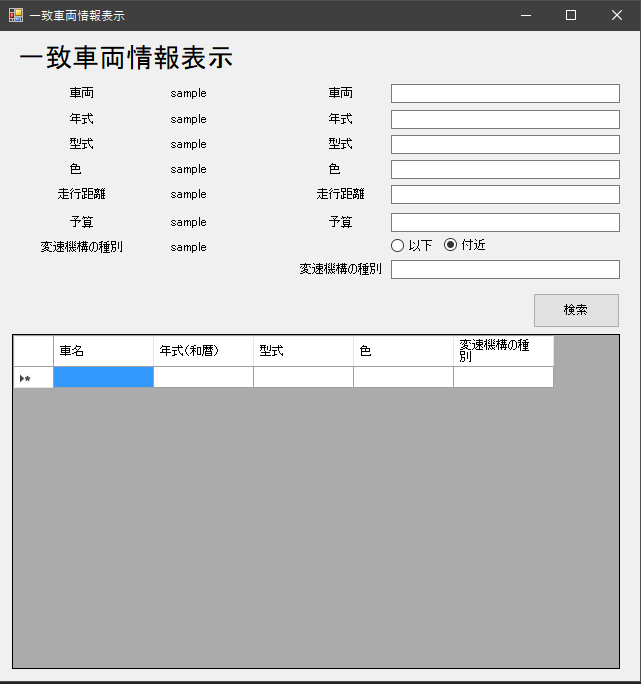 一致車両情報表示
一致車両情報表示
車両 sample 車両
年式 sample 年式
型式 sample 型式
色 sample 色
走行距離 sample 走行距離
予算 sample 予算
変速機構の種別 sample 以下 付近
変速機構の種別
検索
車名 年式(和暦) 型式 色 変速機構の種
別